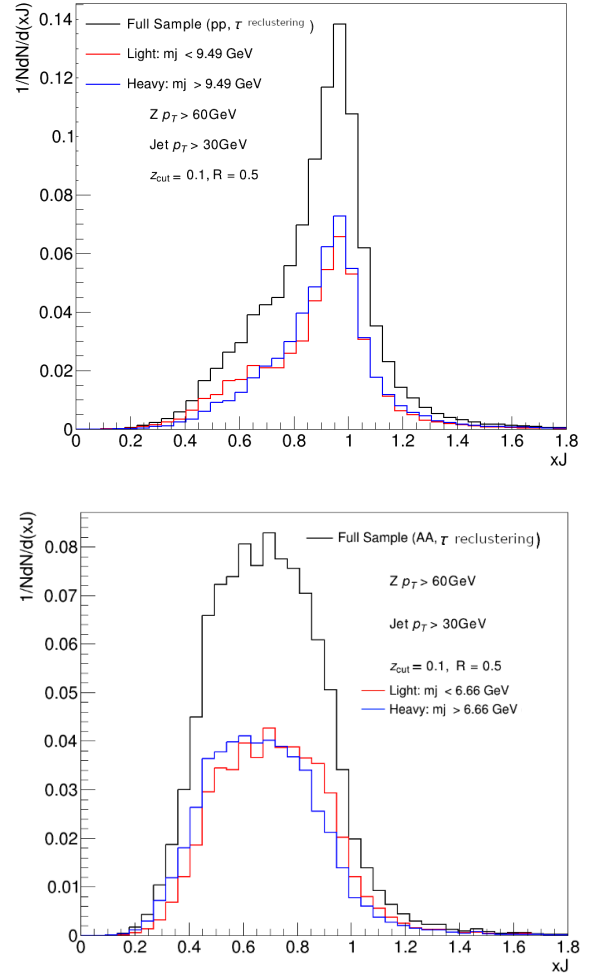 1/NdN/d(xJ)
0.14
0.12
0.1
0.08
0.06
0.04
0.02
0
Full Sample (pp, τ reclustering )
Light: mj < 9.49 GeV
Heavy: mj > 9.49 GeV
Z pT > 60GeV
Jet pT > 30GeV
zcut = 0.1, R = 0.5
0 0.2 0.4 0.6 0.8 1 1.2 1.4 1.6 1.8
xJ
1/NdN/d(xJ)
0.08
0.07
0.06
0.05
0.04
0.03
0.02
0.01
0
Full Sample (AA, τ reclustering)
Z pT > 60GeV
Jet pT > 30GeV
zcut = 0.1, R = 0.5
Light: mj < 6.66 GeV
Heavy: mj > 6.66 GeV
0 0.2 0.4 0.6 0.8 1 1.2 1.4 1.6 1.8
xJ